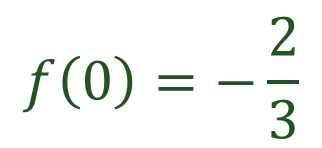 f(0) = −2/3